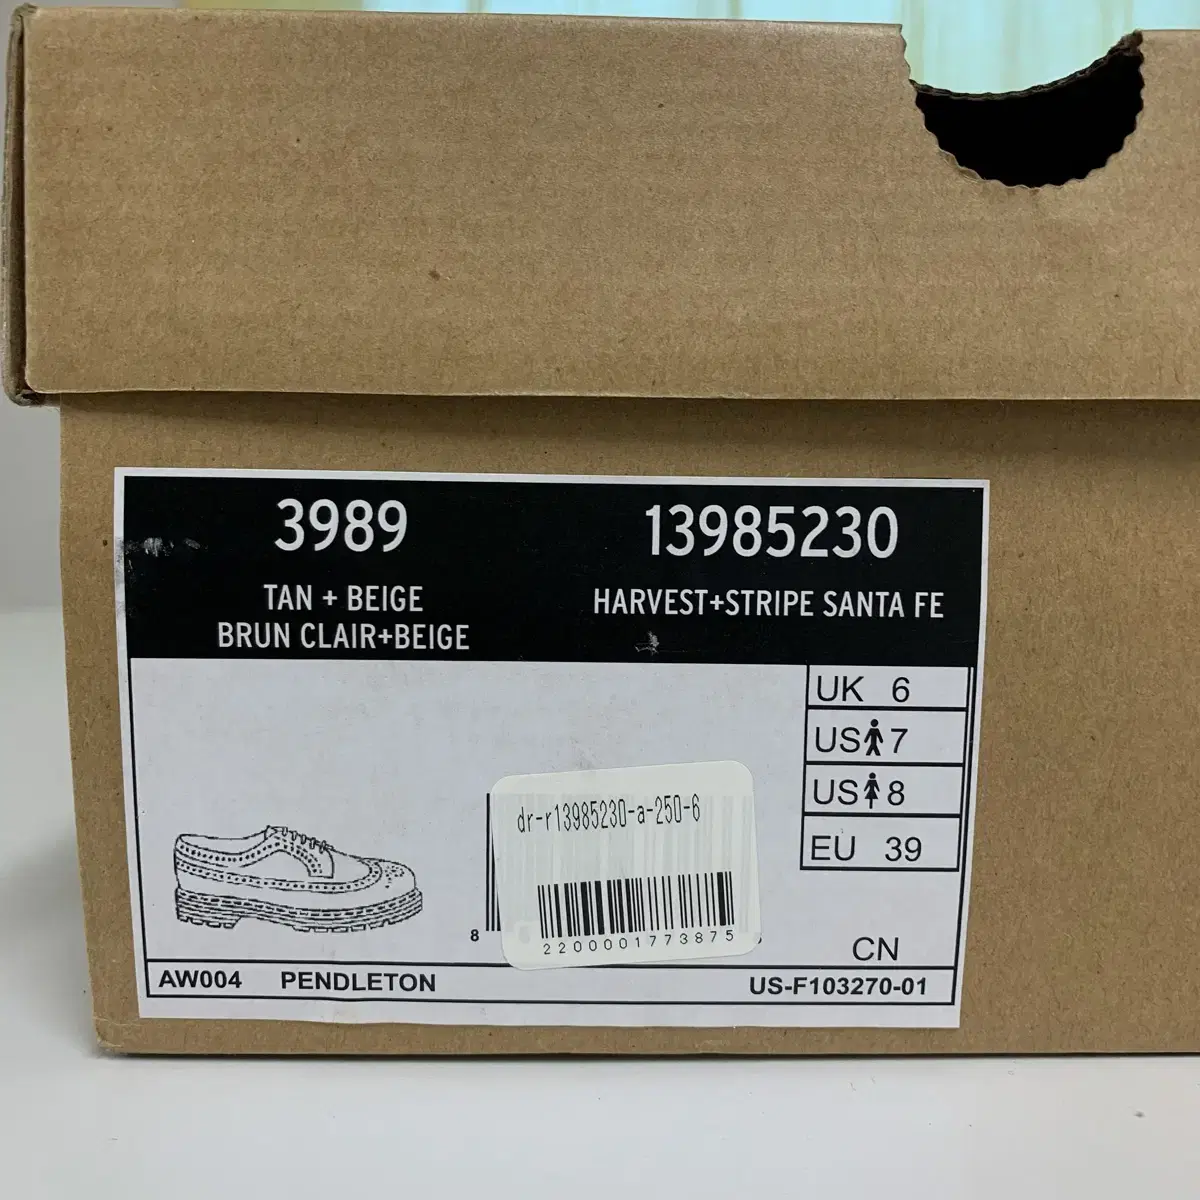 3989
TAN + BEIGE
BRUN CLAIR+BEIGE
13985230
HARVEST+STRIPE SANTA FE
UK 6
US 7
US 8
EU 39
dr-r13985230-a-250-6
2200001773875
8
CN
AW004 PENDLETON
US-F103270-01